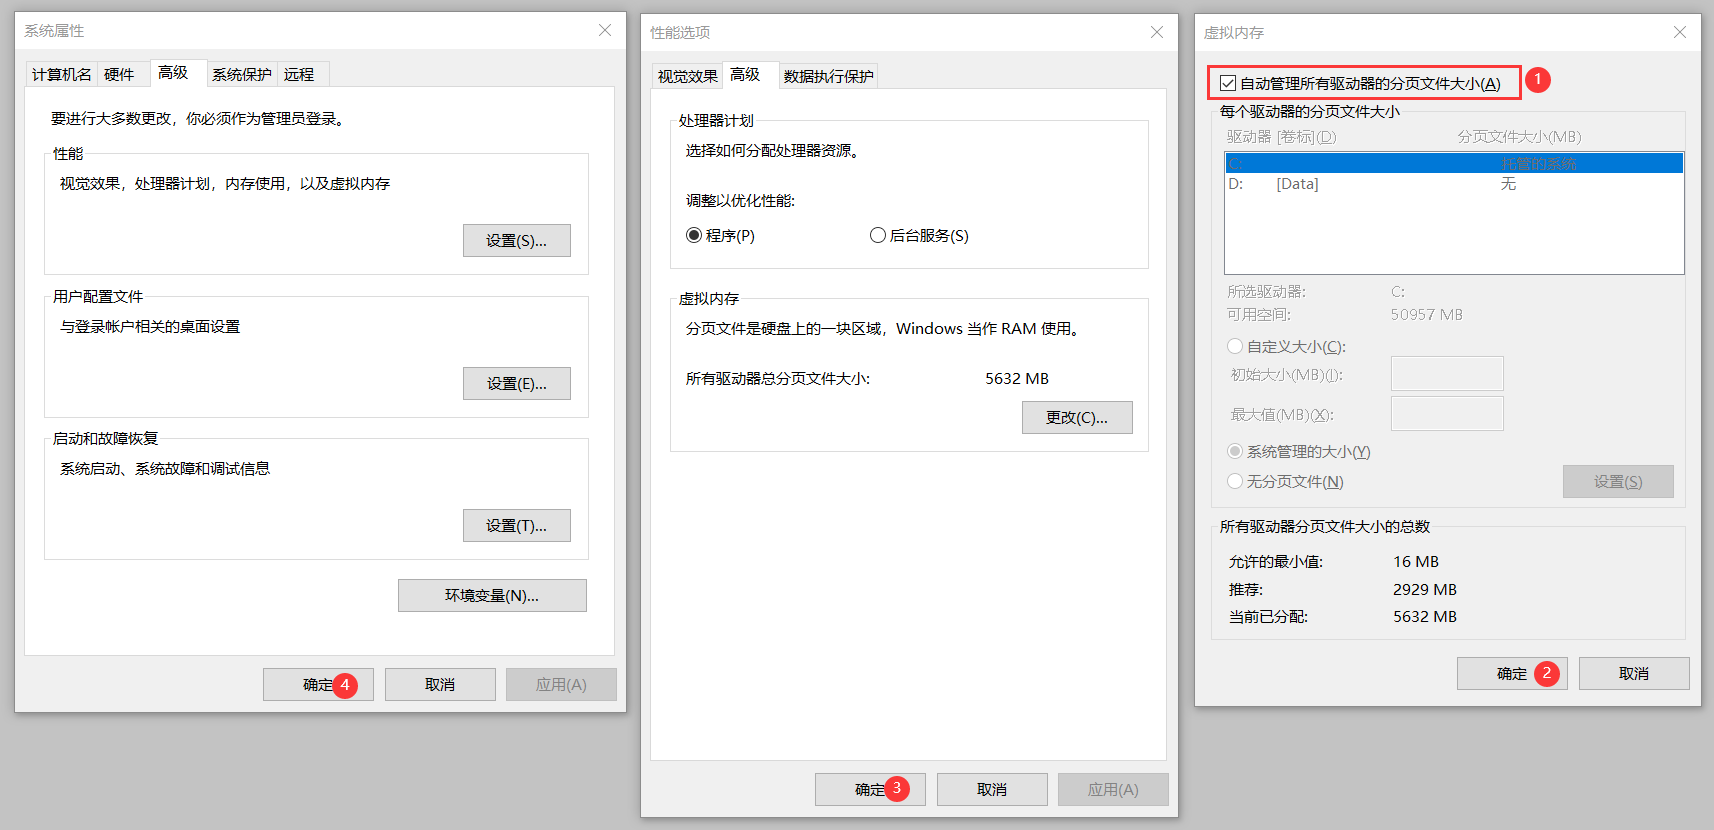 系统属性
计算机名 硬件 高级 系统保护 远程
要进行大多数更改，你必须作为管理员登录。
性能
视觉效果，处理器计划，内存使用，以及虚拟内存
设置(S)...
用户配置文件
与登录帐户相关的桌面设置
设置(E)...
启动和故障恢复
系统启动、系统故障和调试信息
设置(T)...
环境变量(N)...
确定 4 取消 应用(A)
性能选项
视觉效果 高级 数据执行保护
处理器计划
选择如何分配处理器资源。
调整以优化性能:
程序(P) 后台服务(S)
虚拟内存
分页文件是硬盘上的一块区域，Windows 当作 RAM 使用。
所有驱动器总分页文件大小: 5632 MB
更改(C)...
确定 3 取消 应用(A)
虚拟内存
自动管理所有驱动器的分页文件大小(A) 1
每个驱动器的分页文件大小
驱动器 [卷标](D) 分页文件大小(MB)
C: 托管的系统
D: [Data] 无
所选驱动器: C:
可用空间: 50957 MB
自定义大小(C):
初始大小(MB)(I):
最大值(MB)(X):
系统管理的大小(Y)
无分页文件(N) 设置(S)
所有驱动器分页文件大小的总数
允许的最小值: 16 MB
推荐: 2929 MB
当前已分配: 5632 MB
确定 2 取消